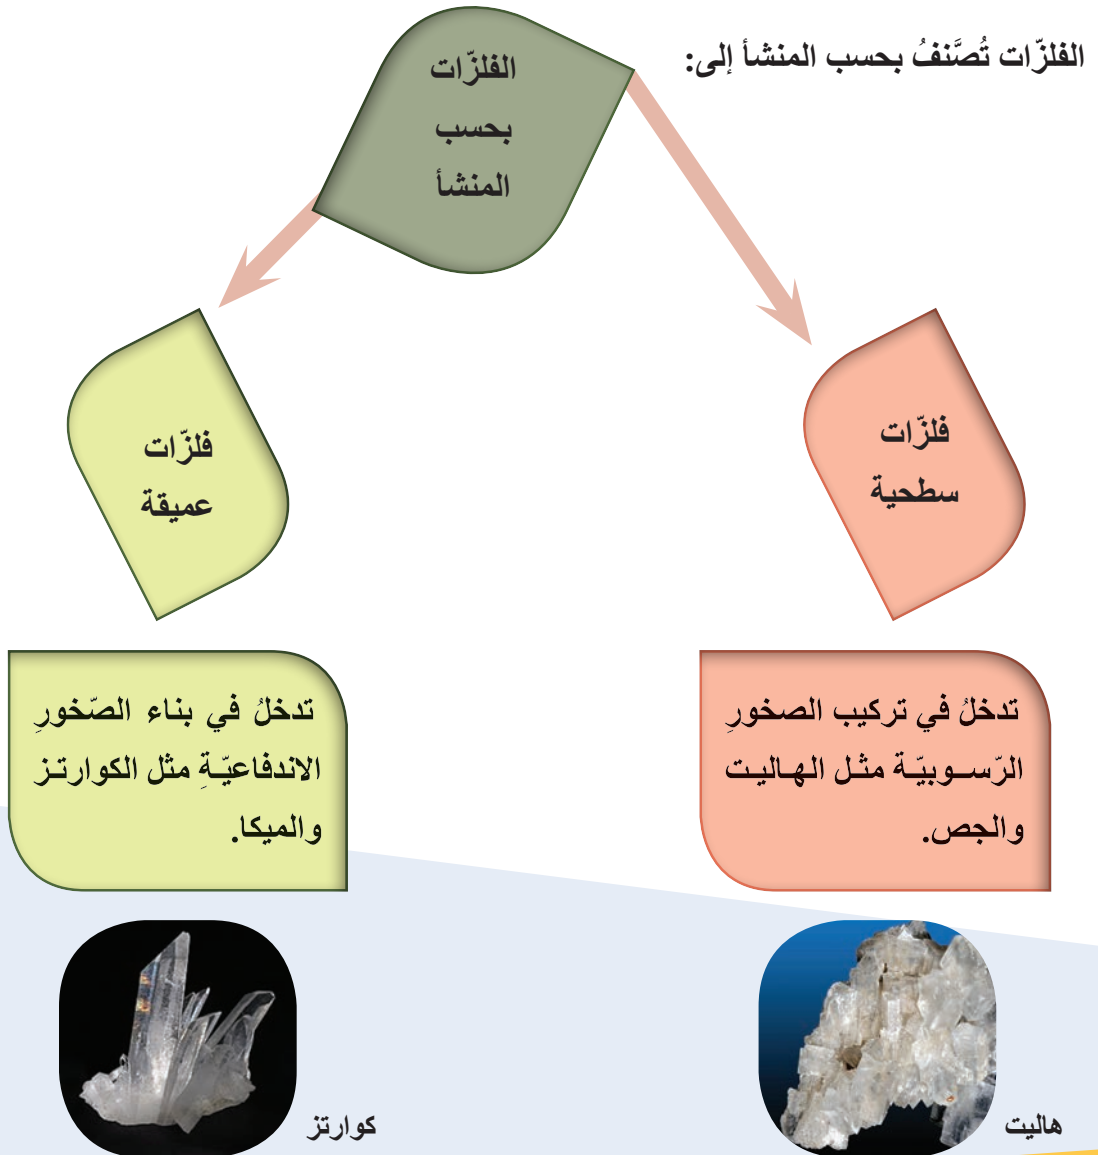 الفلزّات تُصَّنفُ بحسب المنشأ إلى:
الفلزّات
بحسب
المنشأ
فلزّات
سطحية
فلزّات
عميقة
تدخلُ في تركيب الصخورِ
الرّسوبيّة مثل الهاليت
والجص.
تدخلُ في بناء الصّخورِ
الاندفاعيّةِ مثل الكوارتز
والميكا.
هاليت
كوارتز